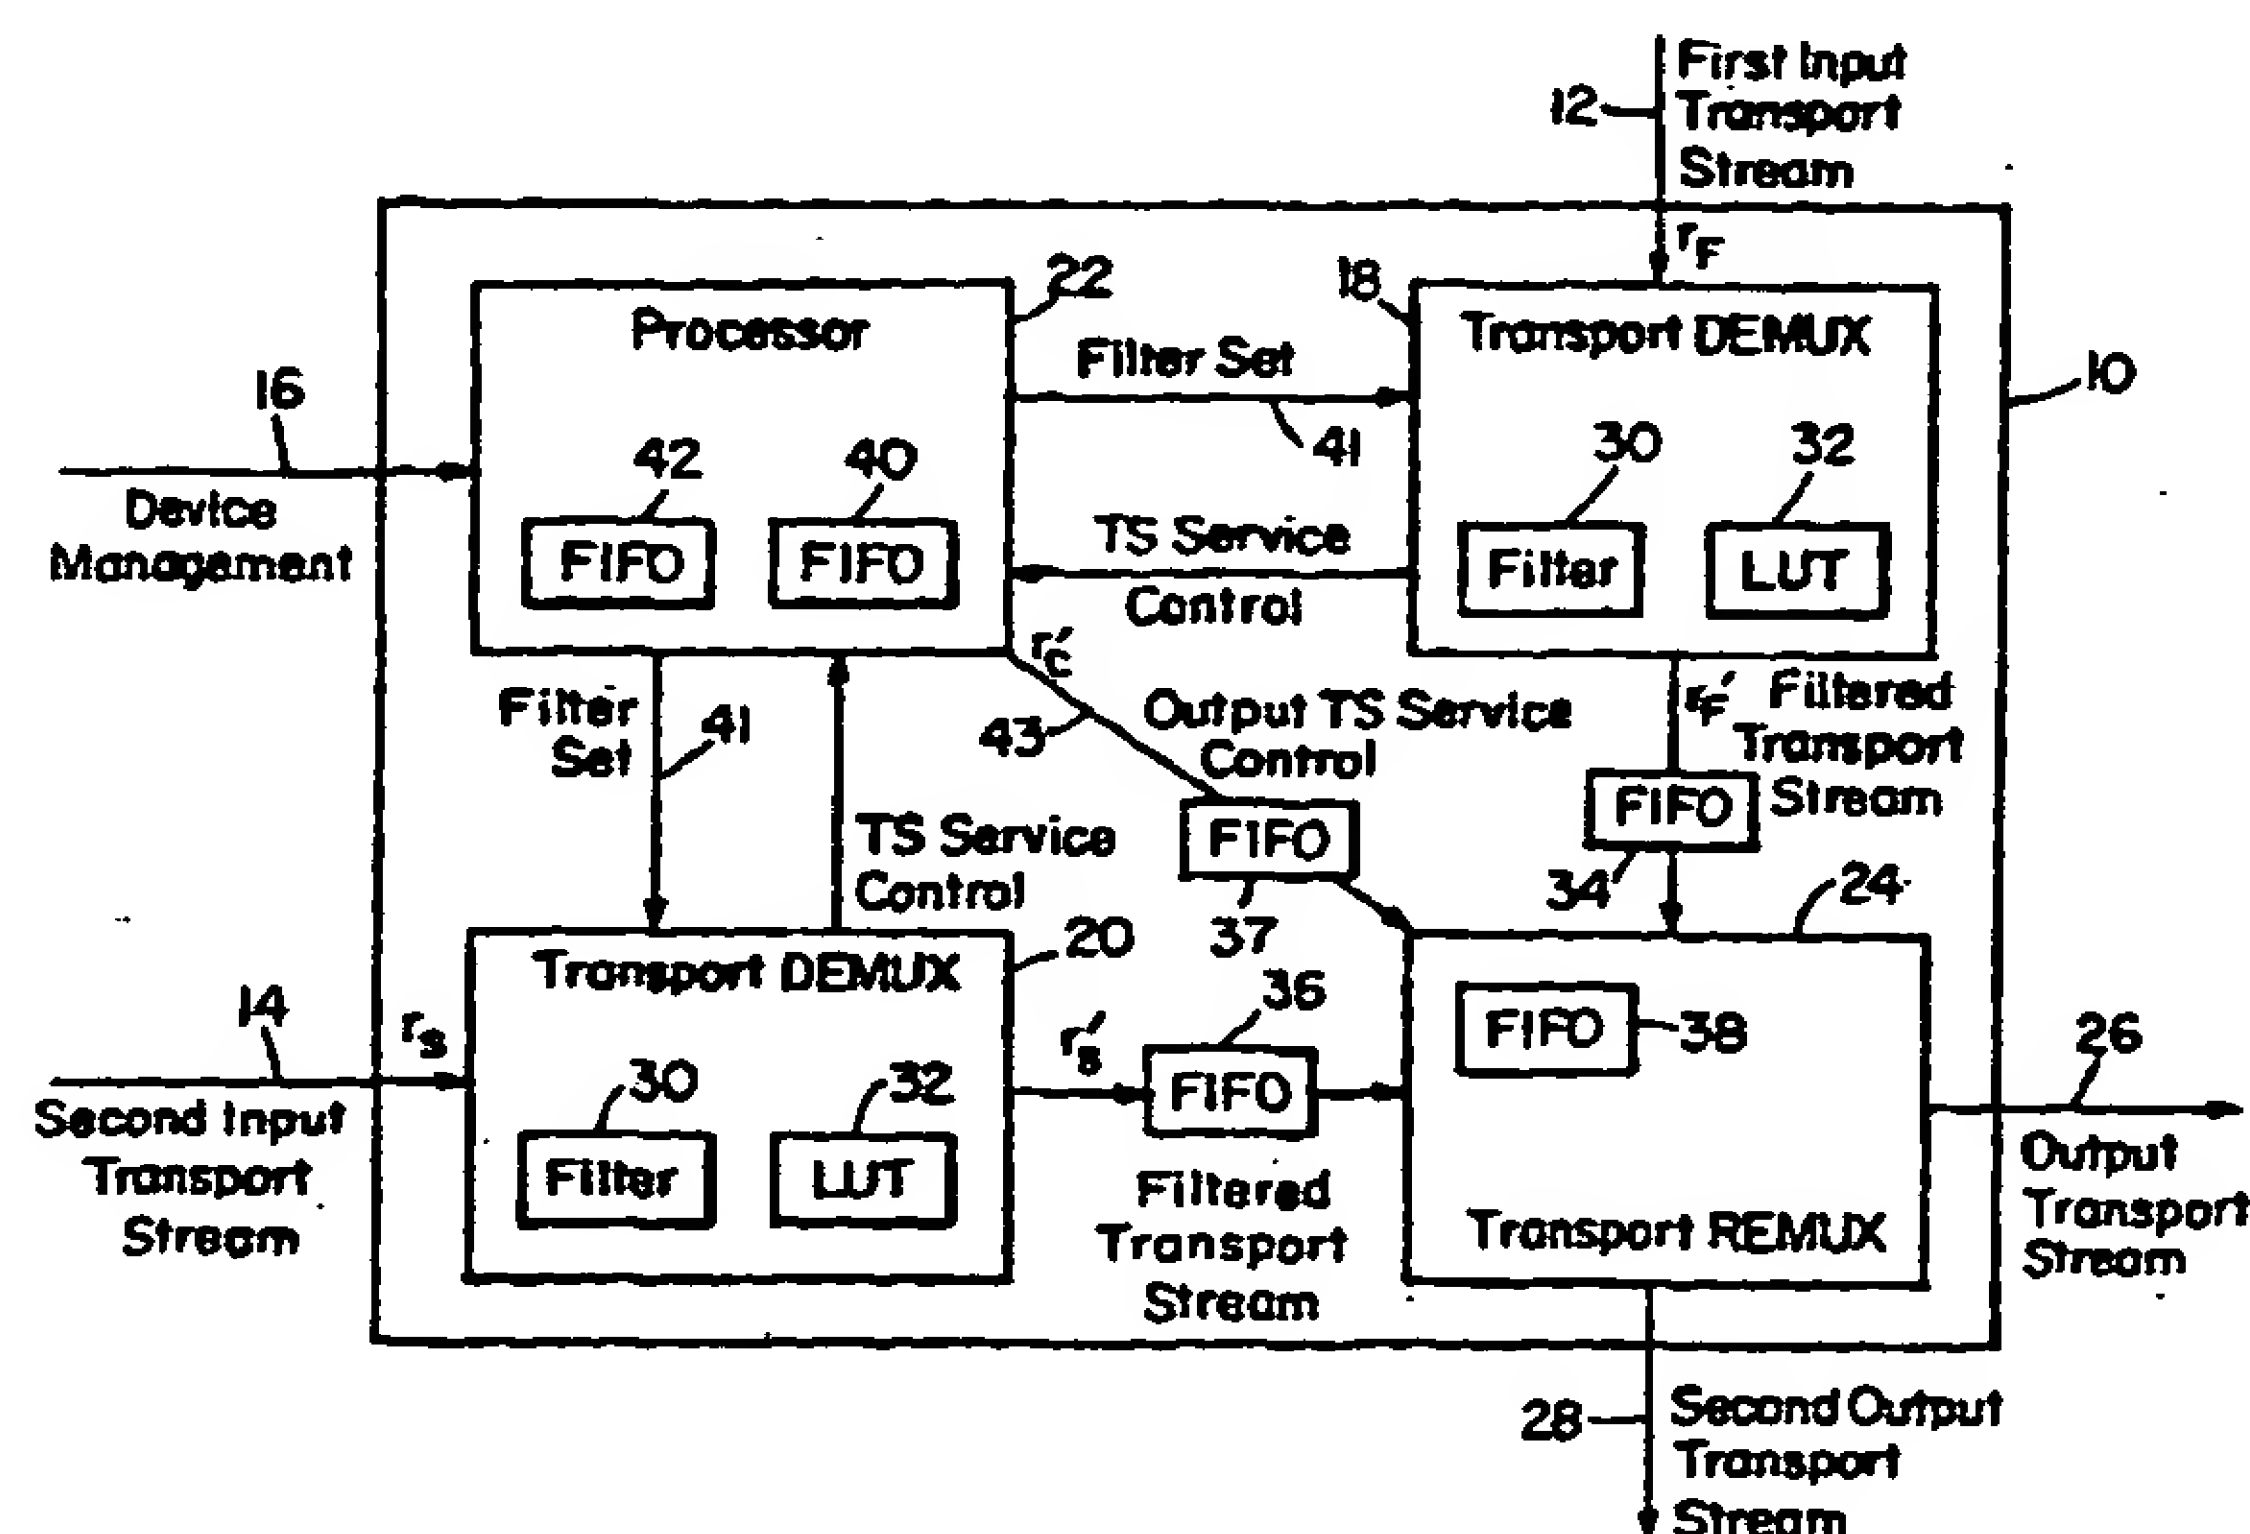 First Input
12
Transport
Stream
rF
22
18
Processor
Transport DEMUX
Filter Set
10
16
41
42
40
30
32
Device
Management
FIFO
FIFO
TS Service
Control
Filter
LUT
r'C
Filter
Set
41
43
Output TS Service
Control
rF'
Filtered
Transport
Stream
FIFO
FIFO
TS Service
Control
37
34
24
20
Transport DEMUX
14
rS
36
r'S
FIFO
38
26
30
32
FIFO
Second Input
Transport
Stream
Filter
LUT
Filtered
Transport
Stream
Transport REMUX
Output
Transport
Stream
28
Second Output
Transport
Stream